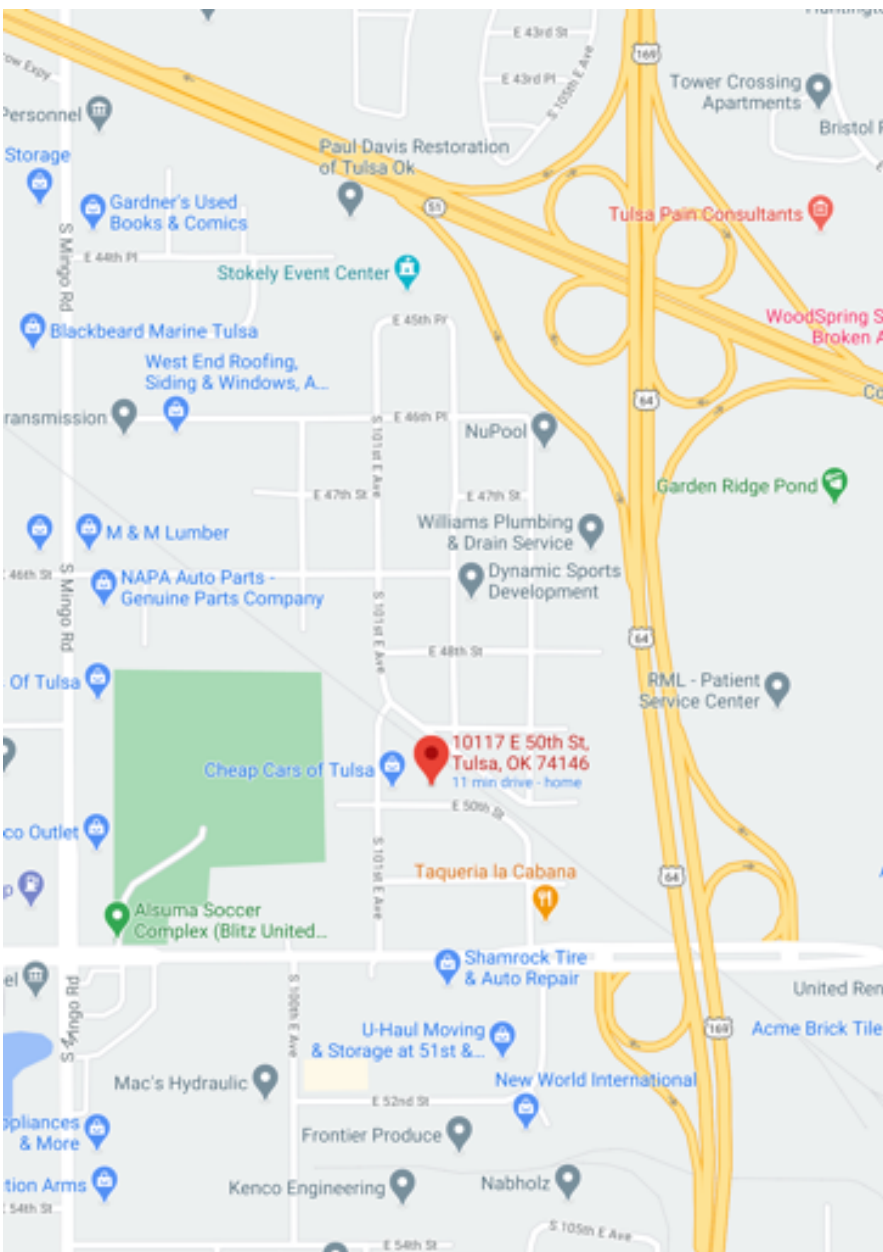 E 43rd St
169
row Expy
E 43rd Pl
S 105th E Ave
Tower Crossing
Apartments
Personnel
Bristol
Storage
Paul Davis Restoration
of Tulsa Ok
Gardner's Used
Books & Comics
51
Tulsa Pain Consultants
S Mingo Rd
E 44th Pl
Stokely Event Center
WoodSpring S
Broken A
Blackbeard Marine Tulsa
E 45th Pl
West End Roofing,
Siding & Windows, A...
64
Co
ransmission
E 46th Pl
NuPool
S 101st E Ave
Garden Ridge Pond
E 47th St
E 47th St
Williams Plumbing
& Drain Service
M & M Lumber
46th St
NAPA Auto Parts -
Genuine Parts Company
Dynamic Sports
Development
S Mingo Rd
S 101st E Ave
64
E 48th St
Of Tulsa
RML - Patient
Service Center
10117 E 50th St,
Tulsa, OK 74146
11 min drive - home
Cheap Cars of Tulsa
E 50th St
co Outlet
S 101st E Ave
Taqueria la Cabana
64
p
Alsuma Soccer
Complex (Blitz United...
Shamrock Tire
& Auto Repair
el
United Ren
S 100th E Ave
U-Haul Moving
& Storage at 51st &...
169
Acme Brick Tile
Mac's Hydraulic
New World International
E 52nd St
ppliances
& More
Frontier Produce
tion Arms
Kenco Engineering
Nabholz
54th St
S 105th E Ave
E 54th St